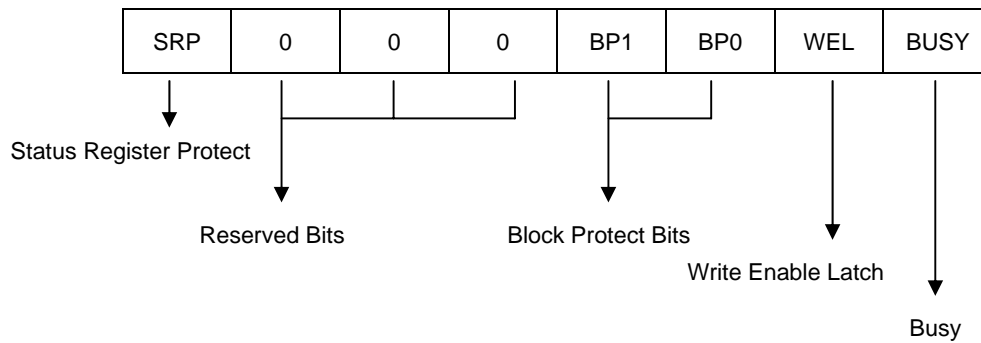 SRP 0 0 0 BP1 BP0 WEL BUSY
Status Register Protect
Reserved Bits
Block Protect Bits
Write Enable Latch
Busy